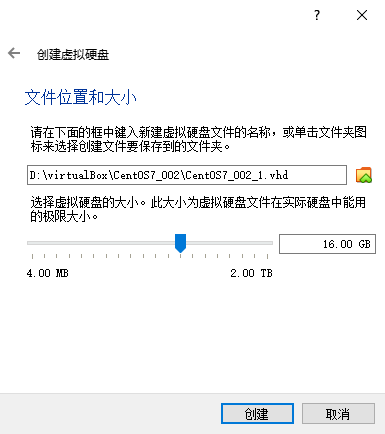 ?
创建虚拟硬盘
文件位置和大小
请在下面的框中键入新建虚拟硬盘文件的名称，或单击文件夹图
标来选择创建文件要保存到的文件夹。
D:\virtualBox\CentOS7_002\CentOS7_002_1.vhd
选择虚拟硬盘的大小。此大小为虚拟硬盘文件在实际硬盘中能用
的极限大小。
16.00 GB
4.00 MB 2.00 TB
创建 取消